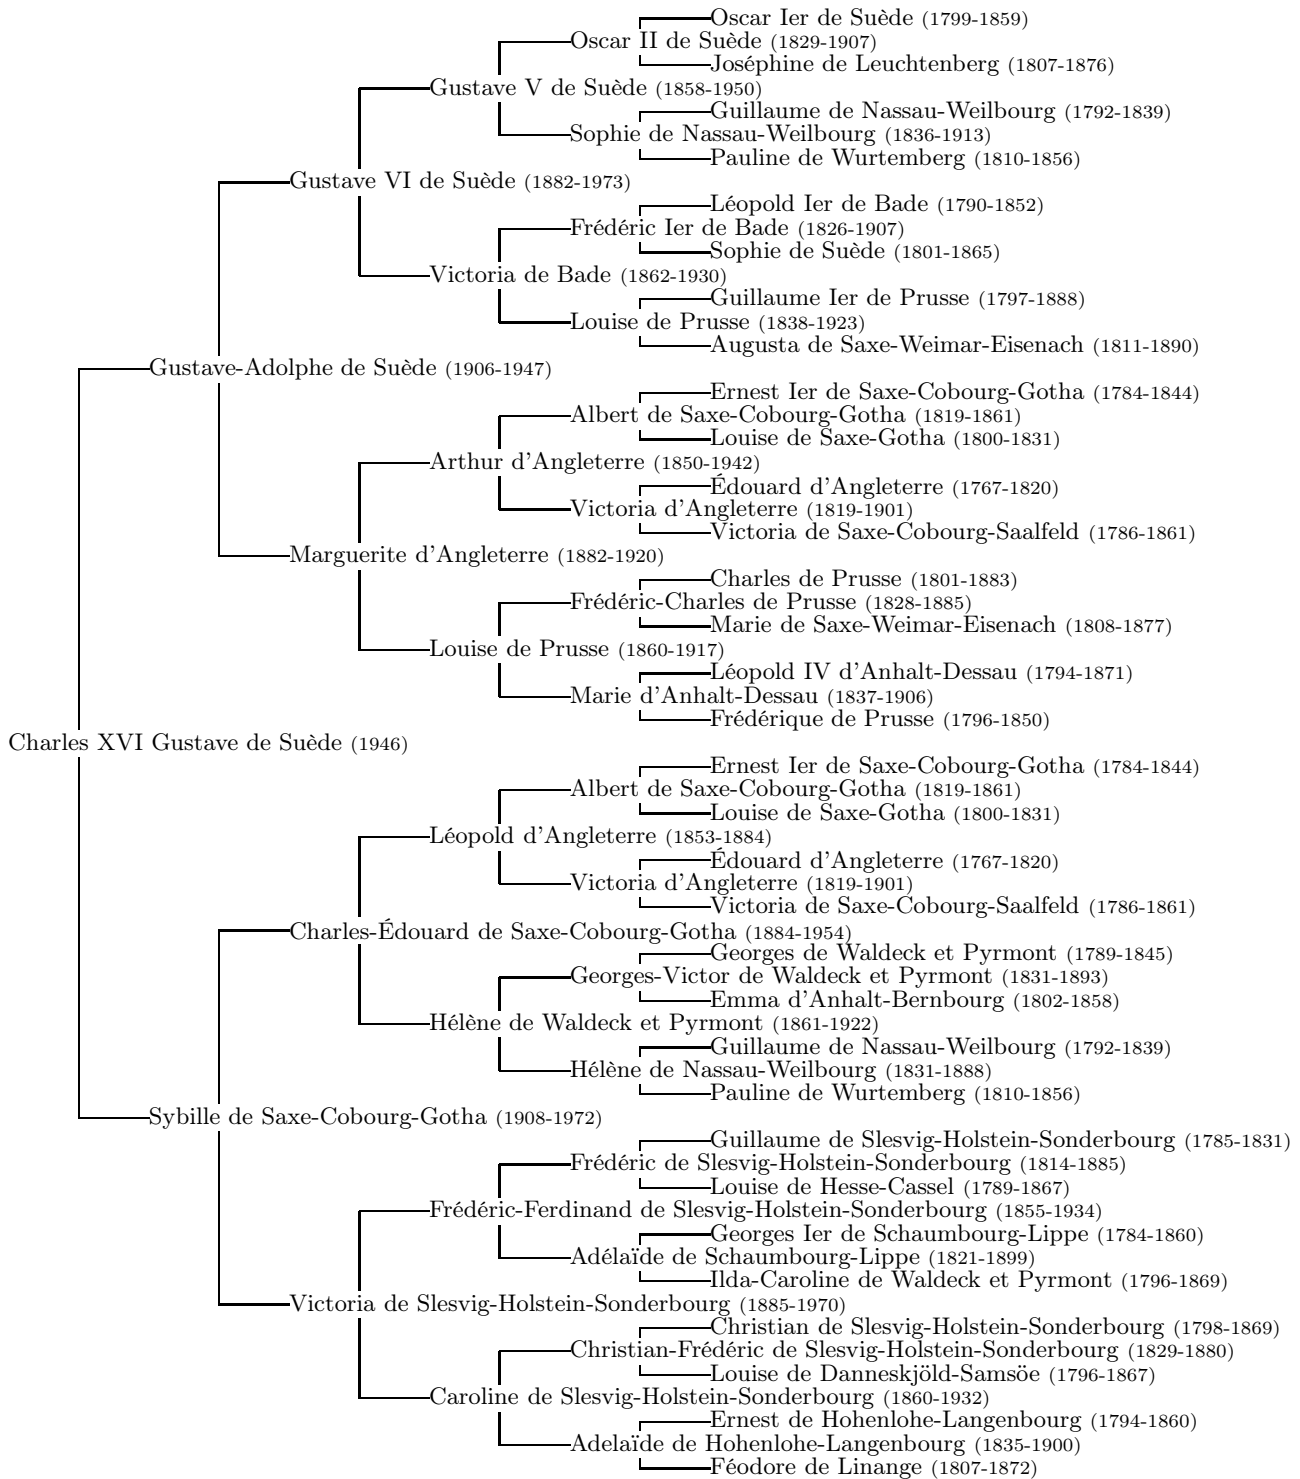 Oscar Ier de Suède (1799-1859)
Oscar II de Suède (1829-1907)
Joséphine de Leuchtenberg (1807-1876)
Gustave V de Suède (1858-1950)
Guillaume de Nassau-Weilbourg (1792-1839)
Sophie de Nassau-Weilbourg (1836-1913)
Pauline de Wurtemberg (1810-1856)
Gustave VI de Suède (1882-1973)
Léopold Ier de Bade (1790-1852)
Frédéric Ier de Bade (1826-1907)
Sophie de Suède (1801-1865)
Victoria de Bade (1862-1930)
Guillaume Ier de Prusse (1797-1888)
Louise de Prusse (1838-1923)
Augusta de Saxe-Weimar-Eisenach (1811-1890)
Gustave-Adolphe de Suède (1906-1947)
Ernest Ier de Saxe-Cobourg-Gotha (1784-1844)
Albert de Saxe-Cobourg-Gotha (1819-1861)
Louise de Saxe-Gotha (1800-1831)
Arthur d'Angleterre (1850-1942)
Édouard d'Angleterre (1767-1820)
Victoria d'Angleterre (1819-1901)
Victoria de Saxe-Cobourg-Saalfeld (1786-1861)
Marguerite d'Angleterre (1882-1920)
Charles de Prusse (1801-1883)
Frédéric-Charles de Prusse (1828-1885)
Marie de Saxe-Weimar-Eisenach (1808-1877)
Louise de Prusse (1860-1917)
Léopold IV d'Anhalt-Dessau (1794-1871)
Marie d'Anhalt-Dessau (1837-1906)
Frédérique de Prusse (1796-1850)
Charles XVI Gustave de Suède (1946)
Ernest Ier de Saxe-Cobourg-Gotha (1784-1844)
Albert de Saxe-Cobourg-Gotha (1819-1861)
Louise de Saxe-Gotha (1800-1831)
Léopold d'Angleterre (1853-1884)
Édouard d'Angleterre (1767-1820)
Victoria d'Angleterre (1819-1901)
Victoria de Saxe-Cobourg-Saalfeld (1786-1861)
Charles-Édouard de Saxe-Cobourg-Gotha (1884-1954)
Georges de Waldeck et Pyrmont (1789-1845)
Georges-Victor de Waldeck et Pyrmont (1831-1893)
Emma d'Anhalt-Bernbourg (1802-1858)
Hélène de Waldeck et Pyrmont (1861-1922)
Guillaume de Nassau-Weilbourg (1792-1839)
Hélène de Nassau-Weilbourg (1831-1888)
Pauline de Wurtemberg (1810-1856)
Sybille de Saxe-Cobourg-Gotha (1908-1972)
Guillaume de Slesvig-Holstein-Sonderbourg (1785-1831)
Frédéric de Slesvig-Holstein-Sonderbourg (1814-1885)
Louise de Hesse-Cassel (1789-1867)
Frédéric-Ferdinand de Slesvig-Holstein-Sonderbourg (1855-1934)
Georges Ier de Schaumbourg-Lippe (1784-1860)
Adélaïde de Schaumbourg-Lippe (1821-1899)
Ilda-Caroline de Waldeck et Pyrmont (1796-1869)
Victoria de Slesvig-Holstein-Sonderbourg (1885-1970)
Christian de Slesvig-Holstein-Sonderbourg (1798-1869)
Christian-Frédéric de Slesvig-Holstein-Sonderbourg (1829-1880)
Louise de Danneskjöld-Samsöe (1796-1867)
Caroline de Slesvig-Holstein-Sonderbourg (1860-1932)
Ernest de Hohenlohe-Langenbourg (1794-1860)
Adelaïde de Hohenlohe-Langenbourg (1835-1900)
Féodore de Linange (1807-1872)